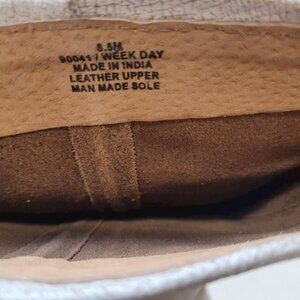 8.5M
90041 / WEEK DAY
MADE IN INDIA
LEATHER UPPER
MAN MADE SOLE